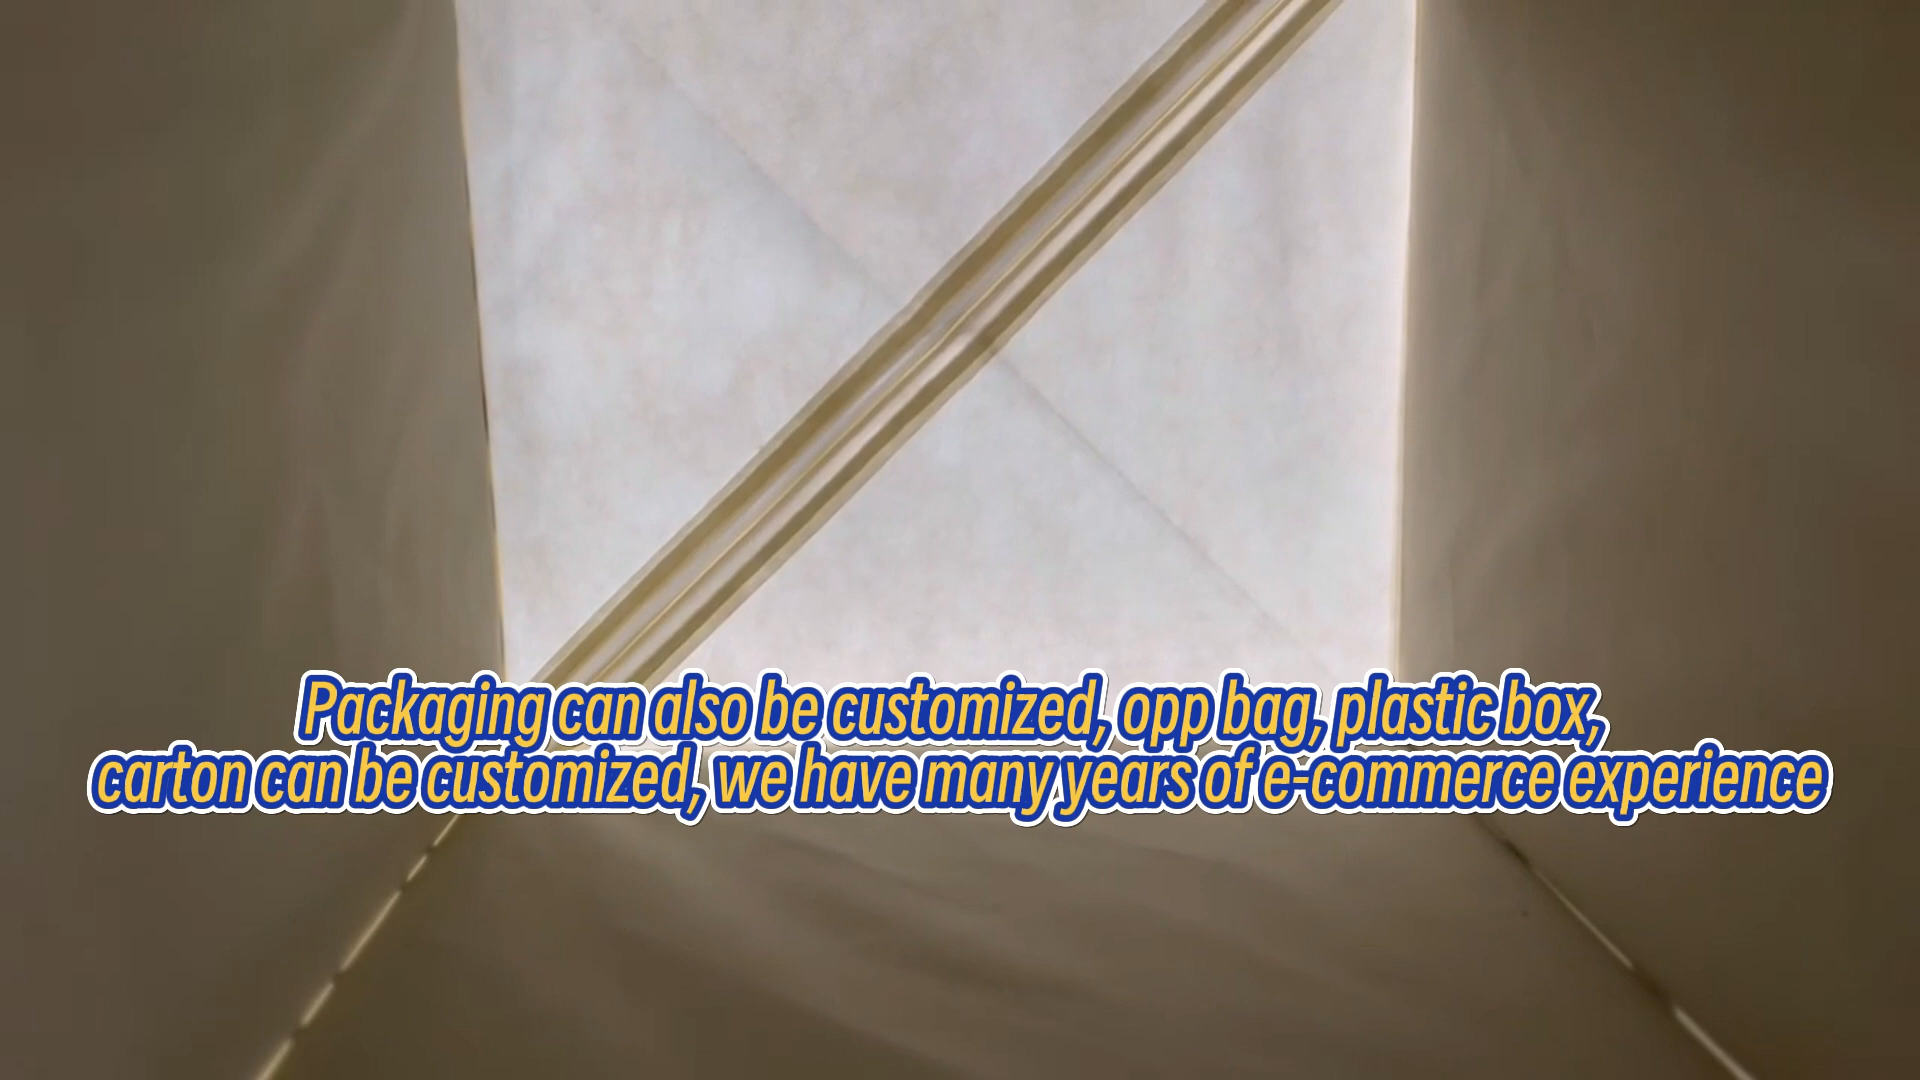 Packaging can also be customized, opp bag, plastic box,
carton can be customized, we have many years of e-commerce experience